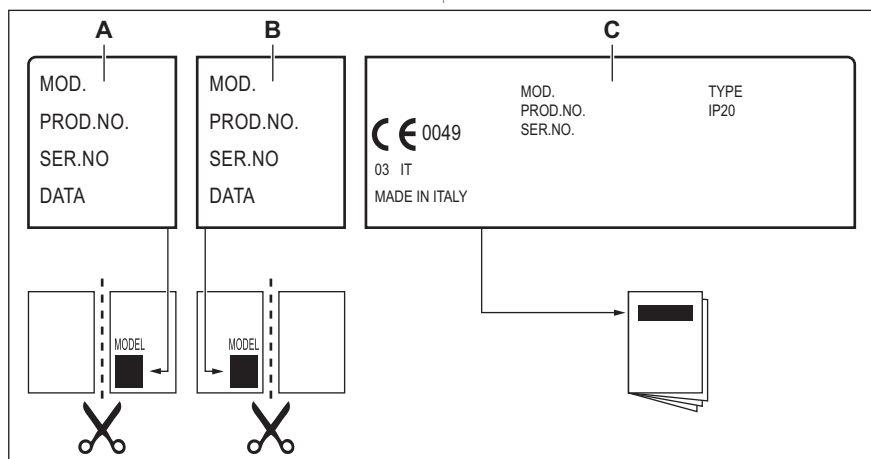 A
B
C
MOD.
PROD.NO.
SER.NO
DATA
MOD.
PROD.NO.
SER.NO
DATA
MOD.
PROD.NO.
SER.NO.
TYPE
IP20
CE 0049
03 IT
MADE IN ITALY
MODEL
MODEL